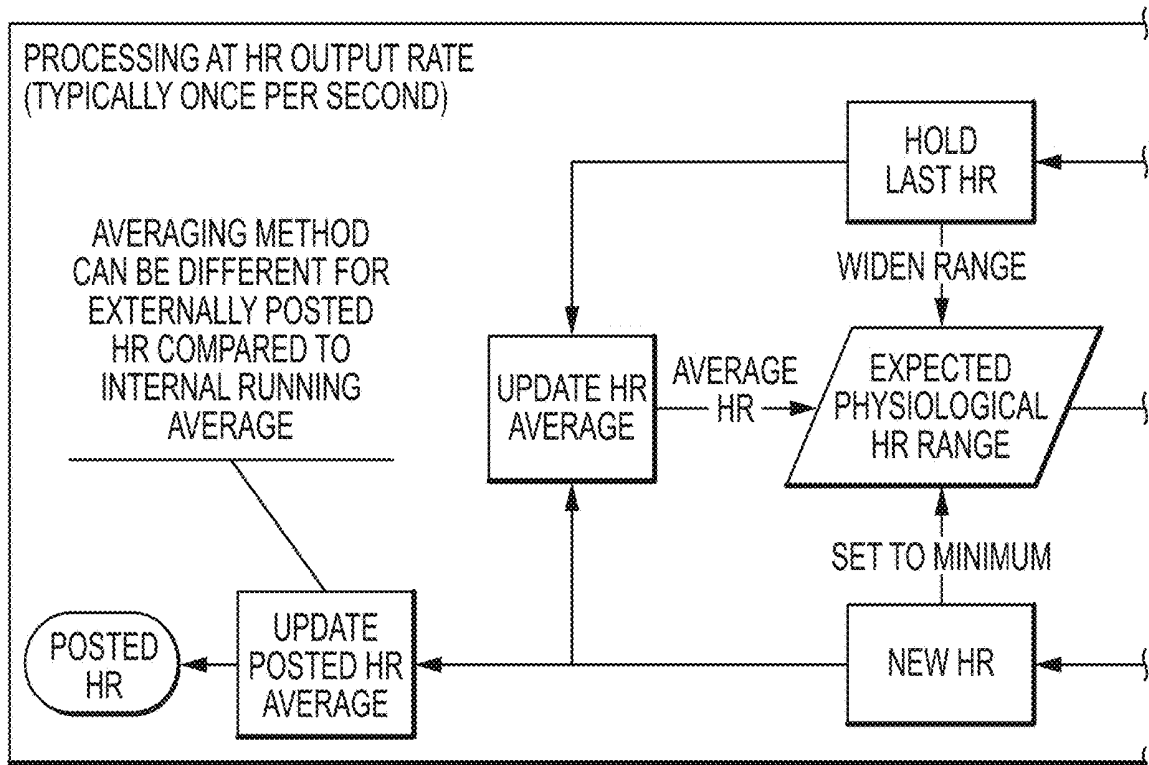 PROCESSING AT HR OUTPUT RATE
(TYPICALLY ONCE PER SECOND)
HOLD
LAST HR
AVERAGING METHOD
CAN BE DIFFERENT FOR
EXTERNALLY POSTED
HR COMPARED TO
INTERNAL RUNNING
AVERAGE
WIDEN RANGE
UPDATE HR
AVERAGE
AVERAGE
HR
EXPECTED
PHYSIOLOGICAL
HR RANGE
SET TO MINIMUM
POSTED
HR
UPDATE
POSTED HR
AVERAGE
NEW HR